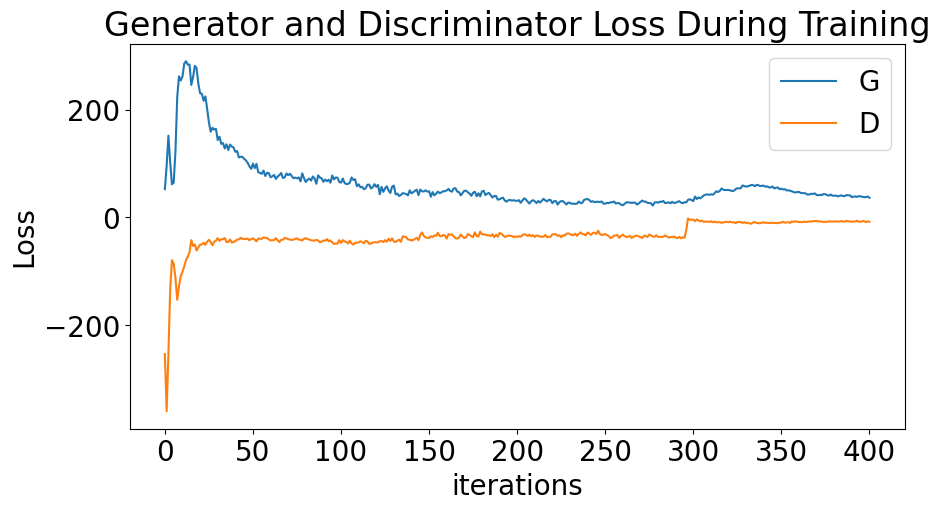 Generator and Discriminator Loss During Training
G
D
200
0
−200
Loss
0 50 100 150 200 250 300 350 400
iterations